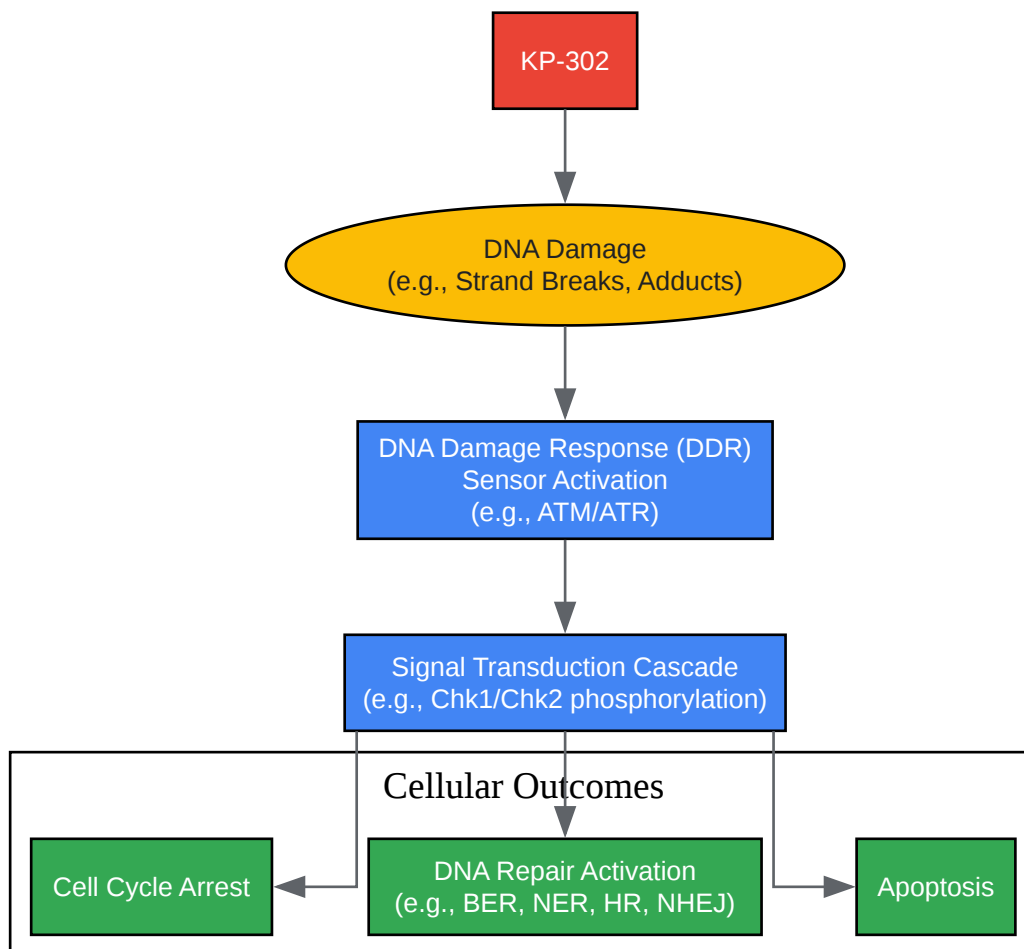 KP-302
DNA Damage
(e.g., Strand Breaks, Adducts)
DNA Damage Response (DDR)
Sensor Activation
(e.g., ATM/ATR)
Signal Transduction Cascade
(e.g., Chk1/Chk2 phosphorylation)
Cellular Outcomes
Cell Cycle Arrest
DNA Repair Activation
(e.g., BER, NER, HR, NHEJ)
Apoptosis